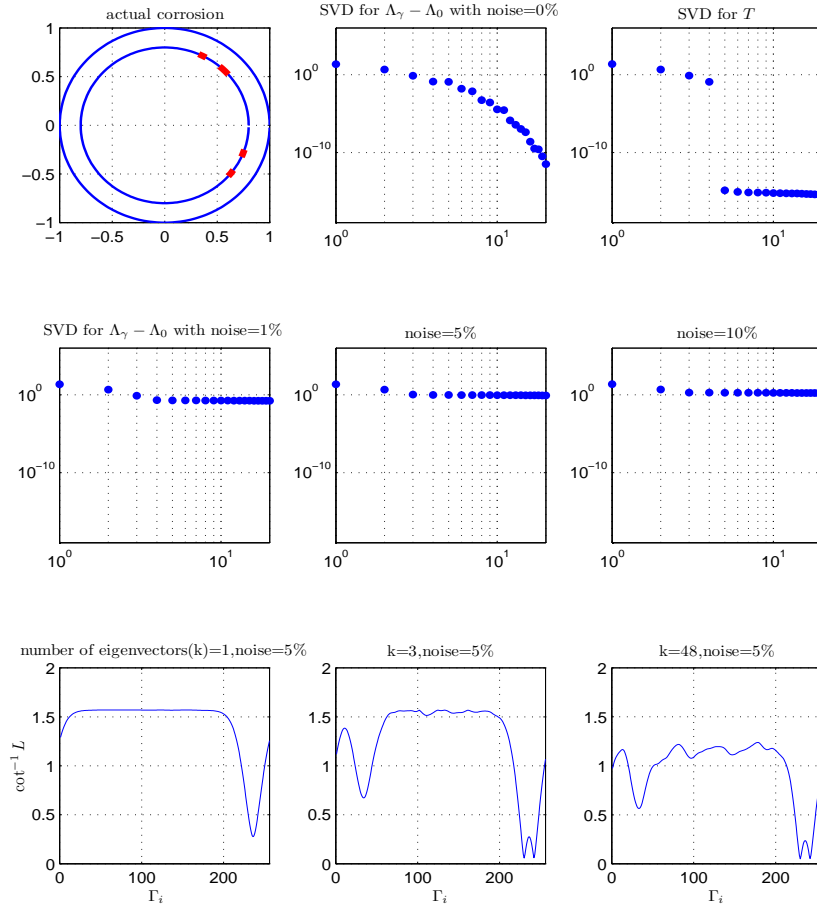 actual corrosion
1
0.5
0
−0.5
−1
−1 −0.5 0 0.5 1
SVD for Λγ − Λ0 with noise=0%
10^0
10^−10
10^0 10^1
SVD for T
10^0
10^−10
10^0 10^1
SVD for Λγ − Λ0 with noise=1%
10^0
10^−10
10^0 10^1
noise=5%
10^0
10^−10
10^0 10^1
noise=10%
10^0
10^−10
10^0 10^1
number of eigenvectors(k)=1,noise=5%
2
1.5
1
0.5
0
cot^−1 L
0 100 200
Γi
k=3,noise=5%
2
1.5
1
0.5
0
0 100 200
Γi
k=48,noise=5%
2
1.5
1
0.5
0
0 100 200
Γi